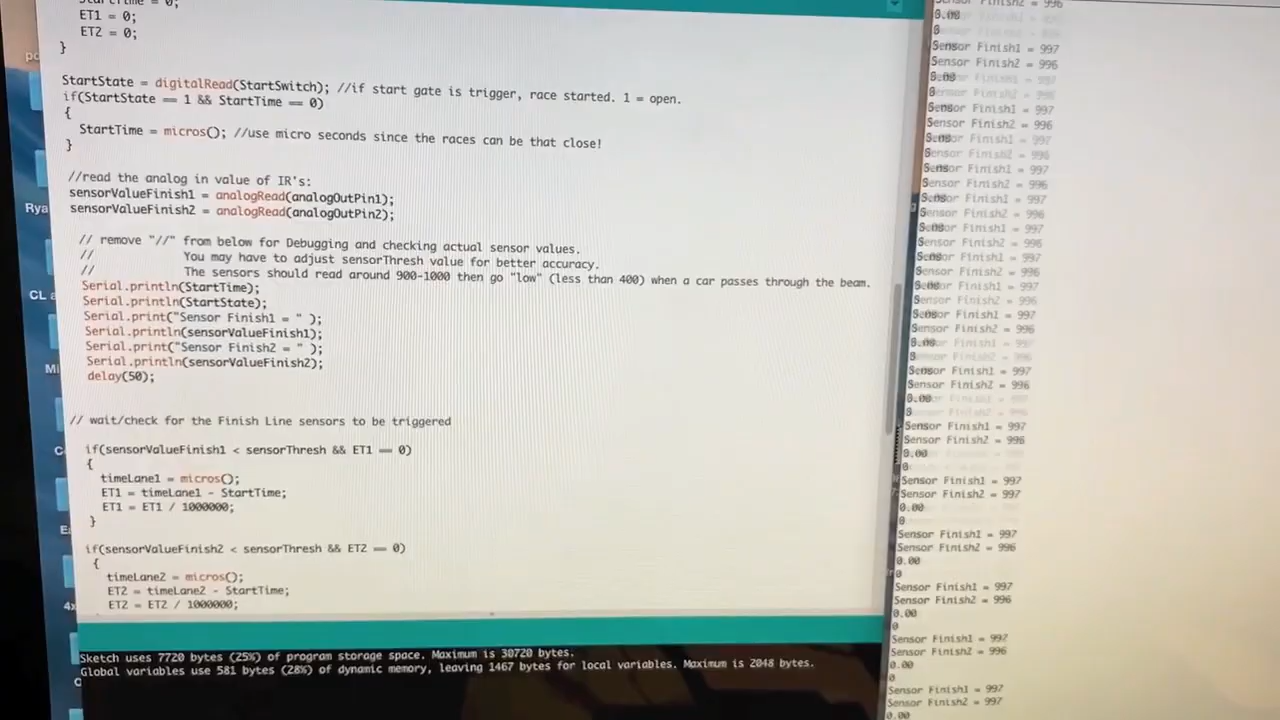 ET1 = 0;
ET2 = 0;
}
StartState = digitalRead(StartSwitch); //if start gate is trigger, race started. 1 = open.
if(StartState == 1 && StartTime == 0)
{
StartTime = micros(); //use micro seconds since the races can be that close!
}
//read the analog in value of IR's:
sensorValueFinish1 = analogRead(analogOutPin1);
sensorValueFinish2 = analogRead(analogOutPin2);
// remove "//" from below for Debugging and checking actual sensor values.
// You may have to adjust sensorThresh value for better accuracy.
// The sensors should read around 900-1000 then go "low" (less than 400) when a car passes through the beam.
Serial.println(StartTime);
Serial.println(StartState);
Serial.print("Sensor Finish1 = " );
Serial.println(sensorValueFinish1);
Serial.print("Sensor Finish2 = " );
Serial.println(sensorValueFinish2);
delay(50);
// wait/check for the Finish Line sensors to be triggered
if(sensorValueFinish1 < sensorThresh && ET1 == 0)
{
timeLane1 = micros();
ET1 = timeLane1 - StartTime;
ET1 = ET1 / 1000000;
}
if(sensorValueFinish2 < sensorThresh && ET2 == 0)
{
timeLane2 = micros();
ET2 = timeLane2 - StartTime;
ET2 = ET2 / 1000000;
Sketch uses 7720 bytes (25%) of program storage space. Maximum is 30720 bytes.
Global variables use 581 bytes (28%) of dynamic memory, leaving 1467 bytes for local variables. Maximum is 2048 bytes.
Sensor Finish1 = 997
Sensor Finish2 = 996
Sensor Finish1 = 997
Sensor Finish2 = 996
Sensor Finish1 = 997
Sensor Finish2 = 996
Sensor Finish1 = 997
Sensor Finish2 = 996
Sensor Finish1 = 997
Sensor Finish2 = 996
Sensor Finish1 = 997
Sensor Finish2 = 996
Sensor Finish1 = 997
Sensor Finish2 = 996
Sensor Finish1 = 997
Sensor Finish2 = 996
Sensor Finish1 = 997
Sensor Finish2 = 996
0.00
Sensor Finish1 = 997
Sensor Finish2 = 996
0.00
0
Sensor Finish1 = 997
Sensor Finish2 = 997
0.00
0
Sensor Finish1 = 997
Sensor Finish2 = 996
0.00
0
Sensor Finish1 = 997
Sensor Finish2 = 996
0.00
0
Sensor Finish1 = 997
Sensor Finish2 = 996
0.00
0
Sensor Finish1 = 997
Sensor Finish2 = 997
0.00